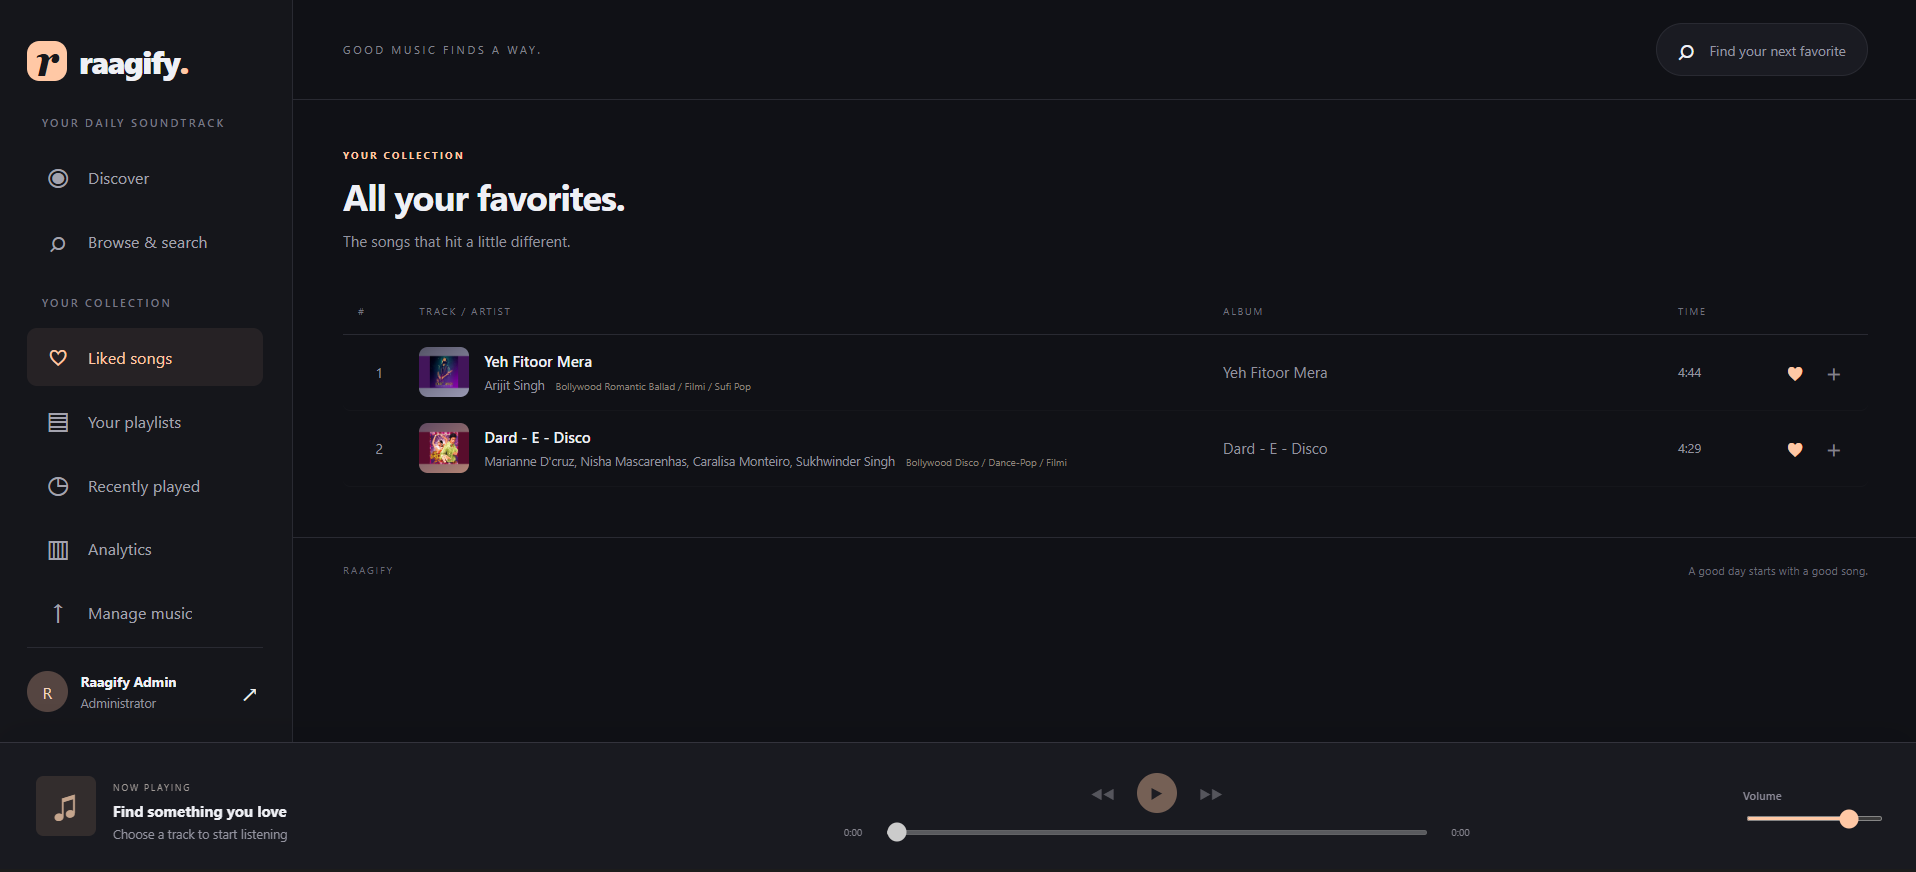 r raagify.
YOUR DAILY SOUNDTRACK
Discover
Browse & search
YOUR COLLECTION
Liked songs
Your playlists
Recently played
Analytics
Manage music
R
Raagify Admin
Administrator
GOOD MUSIC FINDS A WAY.
Find your next favorite
YOUR COLLECTION
All your favorites.
The songs that hit a little different.
# TRACK / ARTIST ALBUM TIME
1 Yeh Fitoor Mera Yeh Fitoor Mera 4:44
Arijit Singh Bollywood Romantic Ballad / Filmi / Sufi Pop
2 Dard - E - Disco Dard - E - Disco 4:29
Marianne D'cruz, Nisha Mascarenhas, Caralisa Monteiro, Sukhwinder Singh Bollywood Disco / Dance-Pop / Filmi
RAAGIFY A good day starts with a good song.
NOW PLAYING
Find something you love
Choose a track to start listening
0:00 0:00
Volume